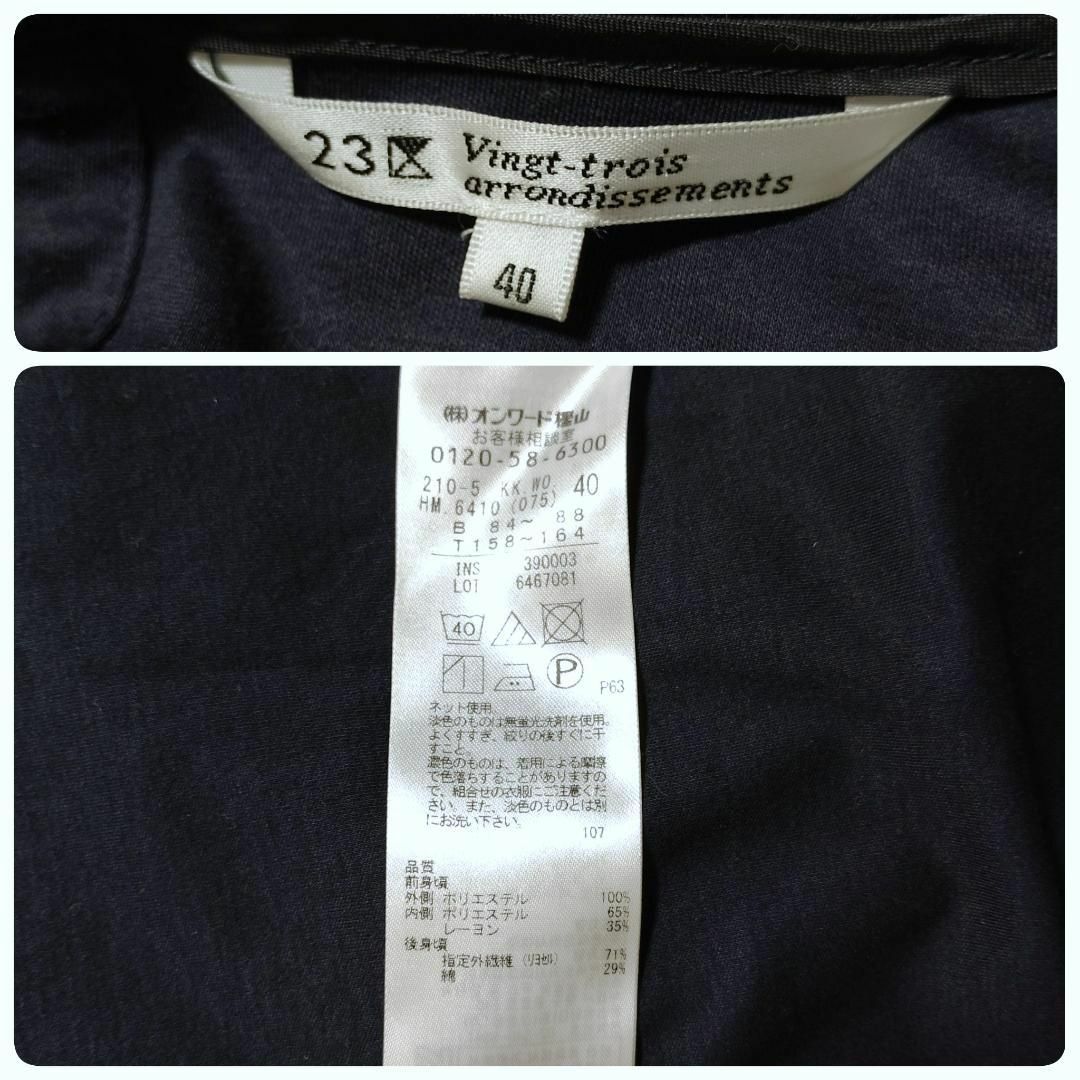 23区 Vingt-trois
arrondissements
40
㈱オンワード樫山
お客様相談室
0120-58-6300
210-5 KK.WO. 40
HM.6410 (075)
B 84~ 88
T158~164
INS 390003
LOT 6467081
40
P P63
ネット使用
淡色のものは無蛍光洗剤を使用。
よくすすぎ、絞りの後すぐに干
すこと。
濃色のものは、着用による摩擦
で色落ちすることがありますの
で、組合せの衣服にご注意くだ
さい。また、淡色のものとは別
にお洗い下さい。
107
品質
前身頃
外側 ポリエステル 100%
内側 ポリエステル 65%
レーヨン 35%
後身頃
指定外繊維 (リヨセル) 71%
綿 29%